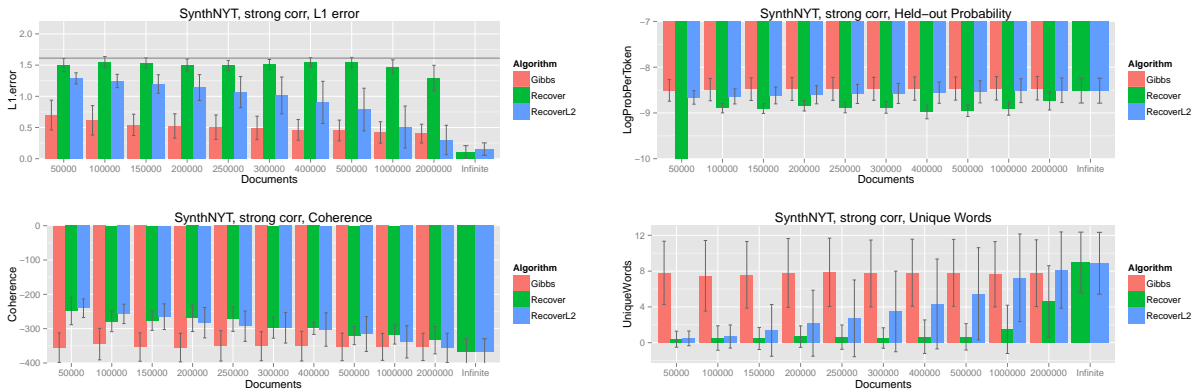 SynthNYT, strong corr, L1 error
L1.error
2.0
1.5
1.0
0.5
0.0
50000 100000 150000 200000 250000 300000 400000 500000 1000000 2000000 Infinite
Documents
Algorithm
Gibbs
Recover
RecoverL2
SynthNYT, strong corr, Held-out Probability
LogProbPerToken
-7
-8
-9
-10
50000 100000 150000 200000 250000 300000 400000 500000 1000000 2000000 Infinite
Documents
Algorithm
Gibbs
Recover
RecoverL2
SynthNYT, strong corr, Coherence
Coherence
0
-100
-200
-300
-400
50000 100000 150000 200000 250000 300000 400000 500000 1000000 2000000 Infinite
Documents
Algorithm
Gibbs
Recover
RecoverL2
SynthNYT, strong corr, Unique Words
UniqueWords
12
8
4
0
50000 100000 150000 200000 250000 300000 400000 500000 1000000 2000000 Infinite
Documents
Algorithm
Gibbs
Recover
RecoverL2